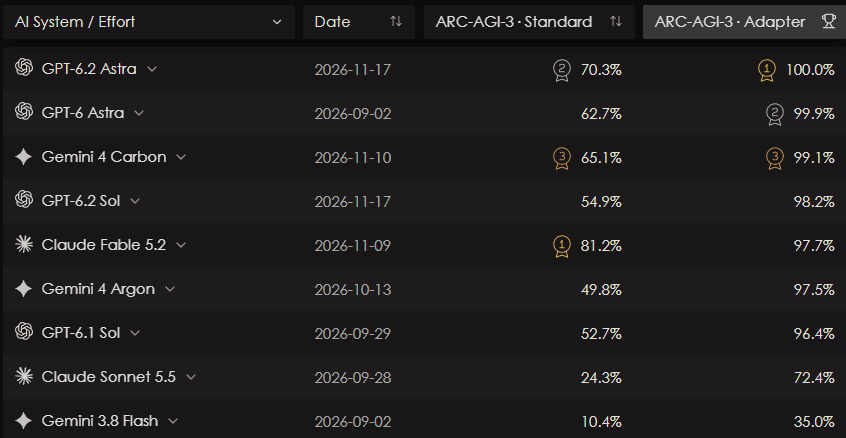 AI System / Effort Date ARC-AGI-3 · Standard ARC-AGI-3 · Adapter
GPT-6.2 Astra 2026-11-17 2 70.3% 1 100.0%
GPT-6 Astra 2026-09-02 62.7% 2 99.9%
Gemini 4 Carbon 2026-11-10 3 65.1% 3 99.1%
GPT-6.2 Sol 2026-11-17 54.9% 98.2%
Claude Fable 5.2 2026-11-09 1 81.2% 97.7%
Gemini 4 Argon 2026-10-13 49.8% 97.5%
GPT-6.1 Sol 2026-09-29 52.7% 96.4%
Claude Sonnet 5.5 2026-09-28 24.3% 72.4%
Gemini 3.8 Flash 2026-09-02 10.4% 35.0%